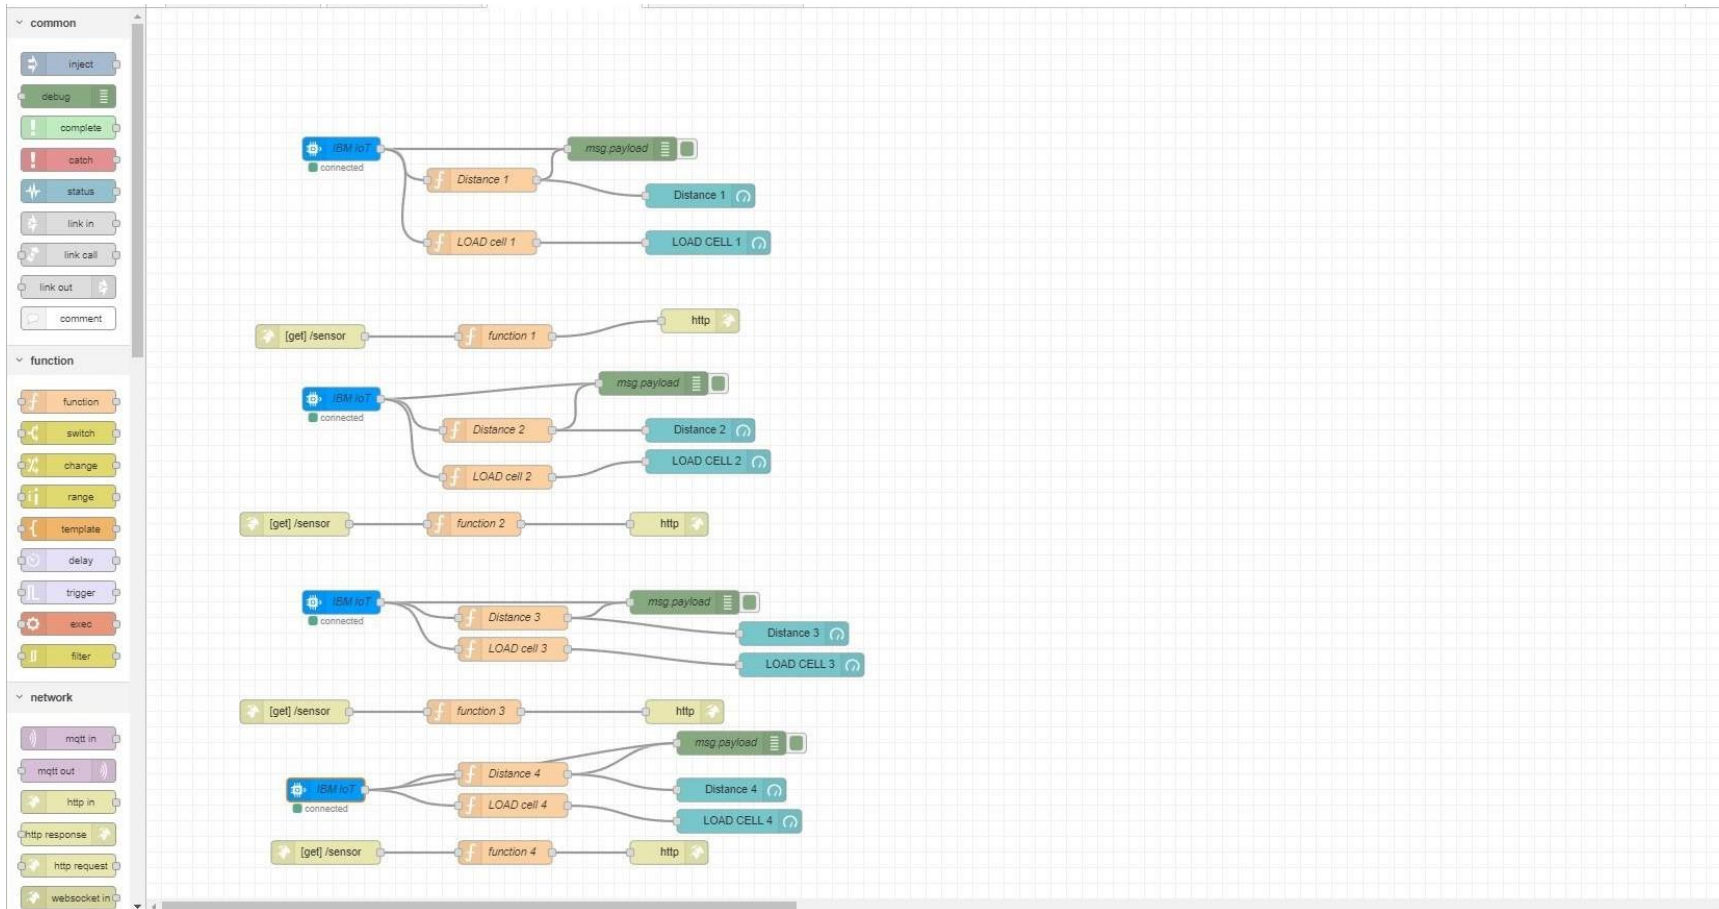 common
inject
debug
complete
catch
status
link in
link call
link out
comment
function
function
switch
change
range
template
delay
trigger
exec
filter
network
mqtt in
mqtt out
http in
http response
http request
websocket in
IBM IoT
connected
msg.payload
Distance 1
Distance 1
LOAD cell 1
LOAD CELL 1
[get] /sensor
function 1
http
IBM IoT
connected
msg.payload
Distance 2
Distance 2
LOAD CELL 2
LOAD cell 2
[get] /sensor
function 2
http
IBM IoT
connected
msg.payload
Distance 3
Distance 3
LOAD cell 3
LOAD CELL 3
[get] /sensor
function 3
http
msg.payload
Distance 4
IBM IoT
connected
Distance 4
LOAD cell 4
LOAD CELL 4
[get] /sensor
function 4
http